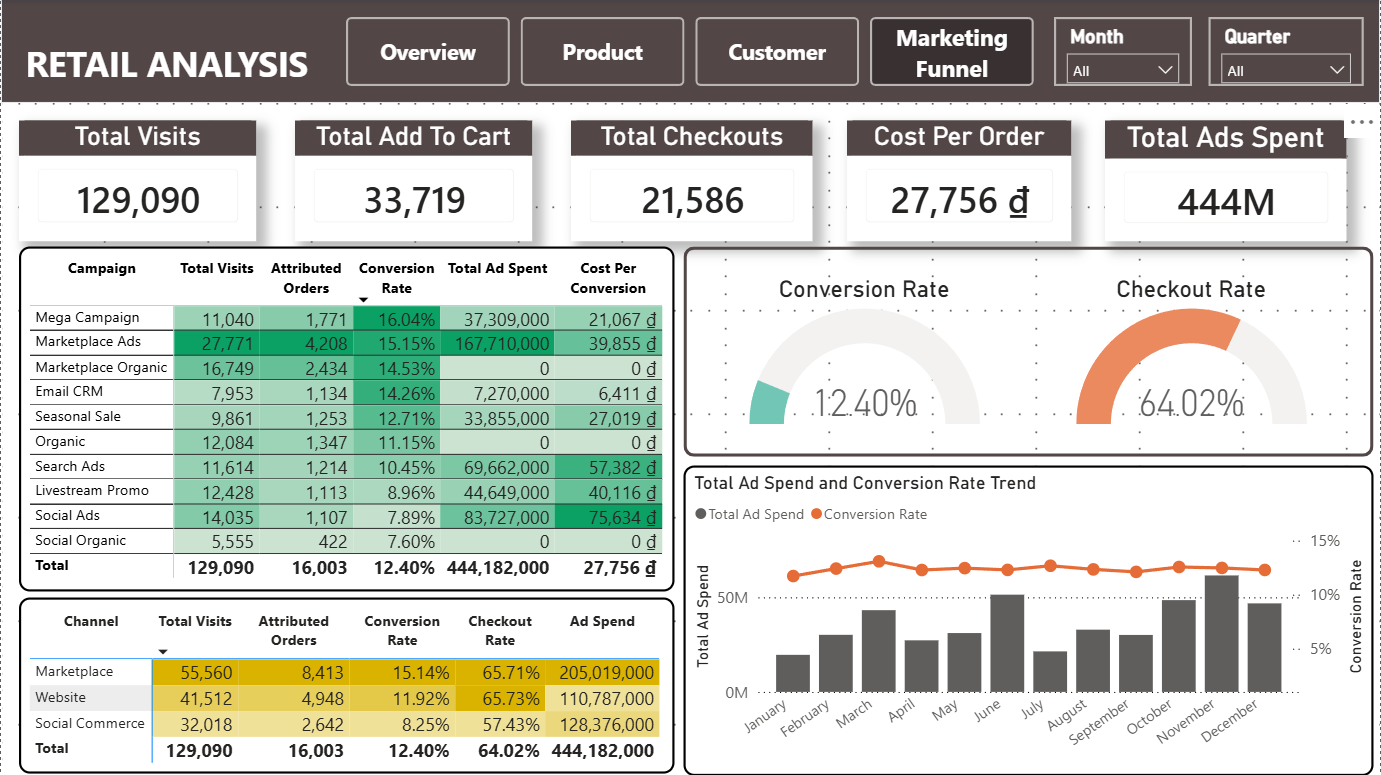 RETAIL ANALYSIS
Overview
Product
Customer
Marketing
Funnel
Month
All
Quarter
All
Total Visits
129,090
Total Add To Cart
33,719
Total Checkouts
21,586
Cost Per Order
27,756 ₫
Total Ads Spent
444M
Campaign Total Visits Attributed Orders Conversion Rate Total Ad Spent Cost Per Conversion
Mega Campaign 11,040 1,771 16.04% 37,309,000 21,067 ₫
Marketplace Ads 27,771 4,208 15.15% 167,710,000 39,855 ₫
Marketplace Organic 16,749 2,434 14.53% 0 0 ₫
Email CRM 7,953 1,134 14.26% 7,270,000 6,411 ₫
Seasonal Sale 9,861 1,253 12.71% 33,855,000 27,019 ₫
Organic 12,084 1,347 11.15% 0 0 ₫
Search Ads 11,614 1,214 10.45% 69,662,000 57,382 ₫
Livestream Promo 12,428 1,113 8.96% 44,649,000 40,116 ₫
Social Ads 14,035 1,107 7.89% 83,727,000 75,634 ₫
Social Organic 5,555 422 7.60% 0 0 ₫
Total 129,090 16,003 12.40% 444,182,000 27,756 ₫
Conversion Rate
12.40%
Checkout Rate
64.02%
Channel Total Visits Attributed Orders Conversion Rate Checkout Rate Ad Spend
Marketplace 55,560 8,413 15.14% 65.71% 205,019,000
Website 41,512 4,948 11.92% 65.73% 110,787,000
Social Commerce 32,018 2,642 8.25% 57.43% 128,376,000
Total 129,090 16,003 12.40% 64.02% 444,182,000
Total Ad Spend and Conversion Rate Trend
Total Ad Spend Conversion Rate
Total Ad Spend
50M
0M
15%
10%
5%
Conversion Rate
January February March April May June July August September October November December